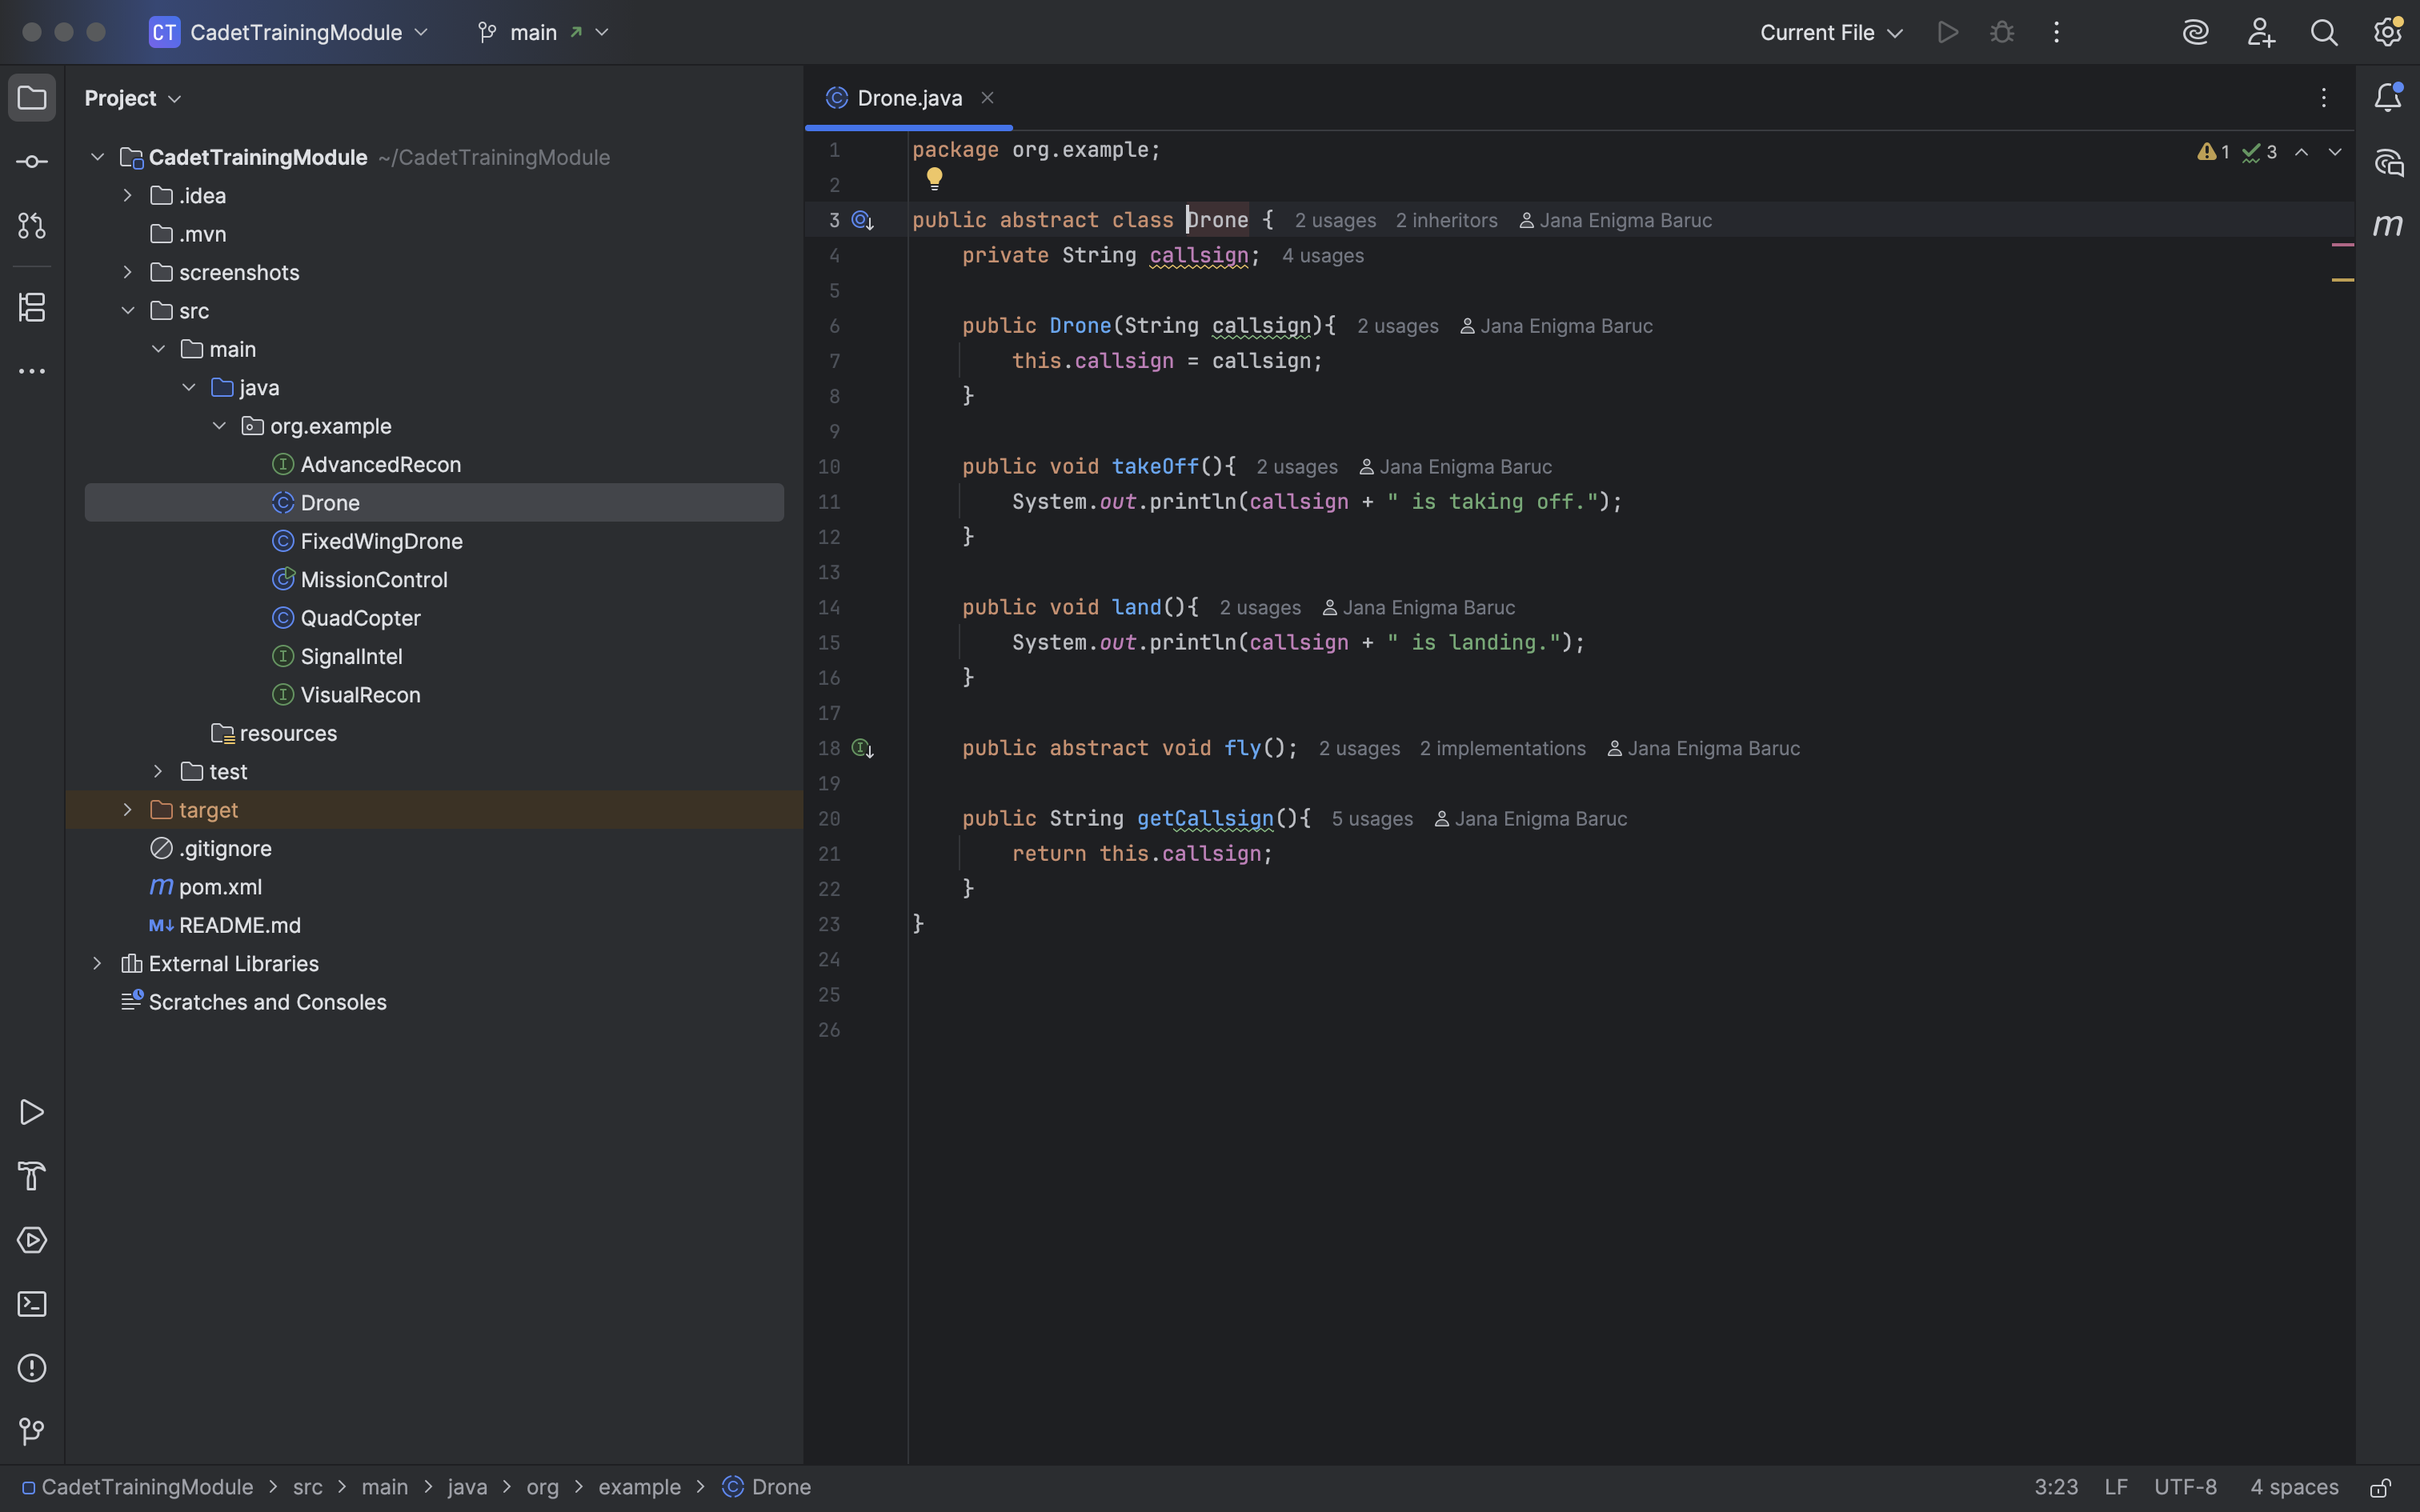 CT CadetTrainingModule main Current File
Project
CadetTrainingModule ~/CadetTrainingModule
.idea
.mvn
screenshots
src
main
java
org.example
AdvancedRecon
Drone
FixedWingDrone
MissionControl
QuadCopter
SignalIntel
VisualRecon
resources
test
target
.gitignore
pom.xml
README.md
External Libraries
Scratches and Consoles
Drone.java
1 package org.example; 1 3
2
3 public abstract class Drone { 2 usages 2 inheritors Jana Enigma Baruc
4 private String callsign; 4 usages
5
6 public Drone(String callsign){ 2 usages Jana Enigma Baruc
7 this.callsign = callsign;
8 }
9
10 public void takeOff(){ 2 usages Jana Enigma Baruc
11 System.out.println(callsign + " is taking off.");
12 }
13
14 public void land(){ 2 usages Jana Enigma Baruc
15 System.out.println(callsign + " is landing.");
16 }
17
18 public abstract void fly(); 2 usages 2 implementations Jana Enigma Baruc
19
20 public String getCallsign(){ 5 usages Jana Enigma Baruc
21 return this.callsign;
22 }
23 }
24
25
26
CadetTrainingModule > src > main > java > org > example > Drone 3:23 LF UTF-8 4 spaces